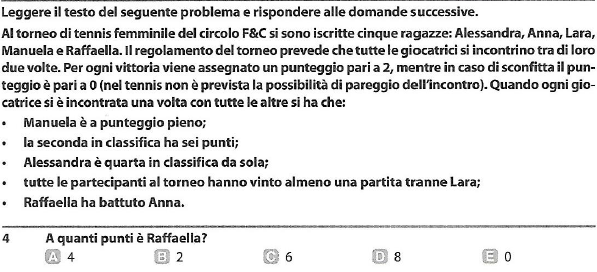 Leggere il testo del seguente problema e rispondere alle domande successive.
Al torneo di tennis femminile del circolo F&C si sono iscritte cinque ragazze: Alessandra, Anna, Lara,
Manuela e Raffaella. Il regolamento del torneo prevede che tutte le giocatrici si incontrino tra di loro
due volte. Per ogni vittoria viene assegnato un punteggio pari a 2, mentre in caso di sconfitta il pun-
teggio è pari a 0 (nel tennis non è prevista la possibilità di pareggio dell'incontro). Quando ogni gio-
catrice si è incontrata una volta con tutte le altre si ha che:
• Manuela è a punteggio pieno;
• la seconda in classifica ha sei punti;
• Alessandra è quarta in classifica da sola;
• tutte le partecipanti al torneo hanno vinto almeno una partita tranne Lara;
• Raffaella ha battuto Anna.
4 A quanti punti è Raffaella?
A 4 B 2 C 6 D 8 E 0